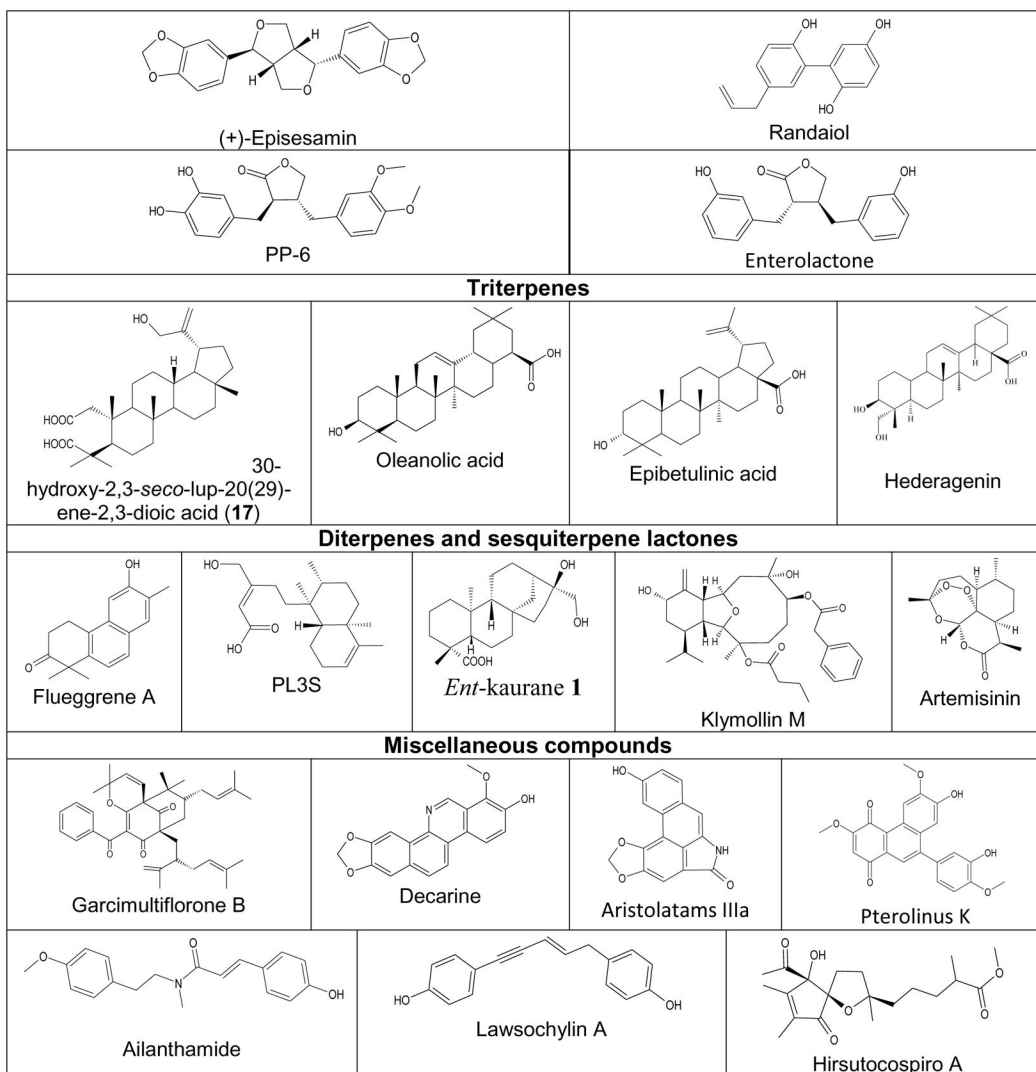 (+)-Episesamin
Randaiol
PP-6
Enterolactone
Triterpenes
30-
hydroxy-2,3-seco-lup-20(29)-
ene-2,3-dioic acid (17)
Oleanolic acid
Epibetulinic acid
Hederagenin
Diterpenes and sesquiterpene lactones
Flueggrene A
PL3S
Ent-kaurane 1
Klymollin M
Artemisinin
Miscellaneous compounds
Garcimultiflorone B
Decarine
Aristolatams IIIa
Pterolinus K
Ailanthamide
Lawsochylin A
Hirsutocospiro A